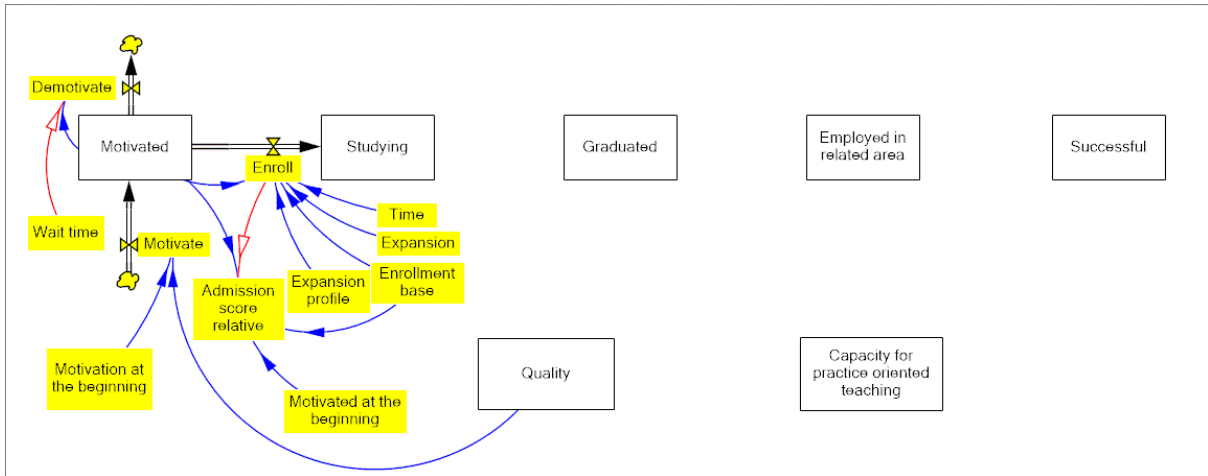 Demotivate
Motivated
Studying
Graduated
Employed in
related area
Successful
Enroll
Time
Wait time
Motivate
Expansion
Admission
score
relative
Expansion
profile
Enrollment
base
Motivation at
the beginning
Quality
Capacity for
practice oriented
teaching
Motivated at the
beginning